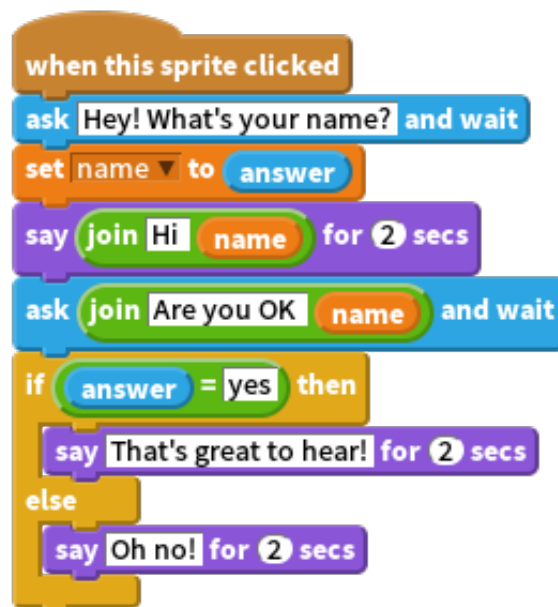 when this sprite clicked
ask Hey! What's your name? and wait
set name to answer
say join Hi name for 2 secs
ask join Are you OK name and wait
if answer = yes then
say That's great to hear! for 2 secs
else
say Oh no! for 2 secs